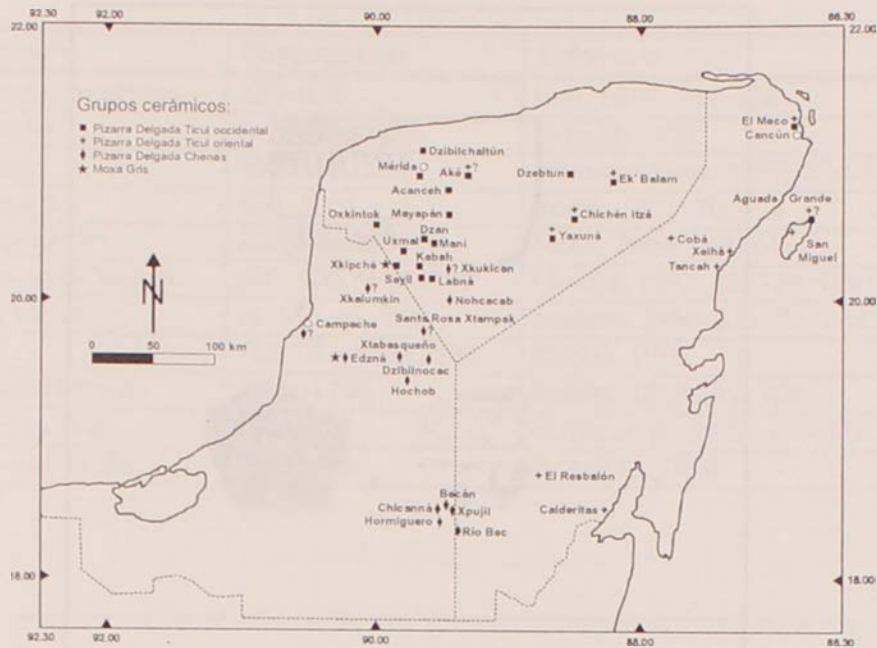 92.30 92.00 90.00 88.00 86.30
22.00 22.00
Grupos cerámicos:
Pizarra Delgada Ticul occidental
Pizarra Delgada Ticul oriental
Pizarra Delgada Chenes
Moxa Gris
El Meco
Cancún
Dzibilchaltún
Mérida
Aké ?
Dzebtun
Ek' Balam
Acanceh
Aguada Grande
?
Mayapán
Chichén Itzá
Oxkintok
Dzan
Yaxuná
Cobá
San
Miguel
Uxmal
Maní
Xelhá
Kabah
Xkipché
? Xkukican
Tancah
Sayil
Labná
?
20.00 20.00
Xkalumkin
Nohcacab
N
Campeche
?
Santa Rosa Xtampak
?
0 50 100 km
Xtabasqueño
Edzná
Dzibilnocac
Hochob
El Resbalón
Becán
Chicanná
Xpujil
Calderitas
Hormiguero
Río Bec
18.00 18.00
92.30 92.00 90.00 88.00 86.30